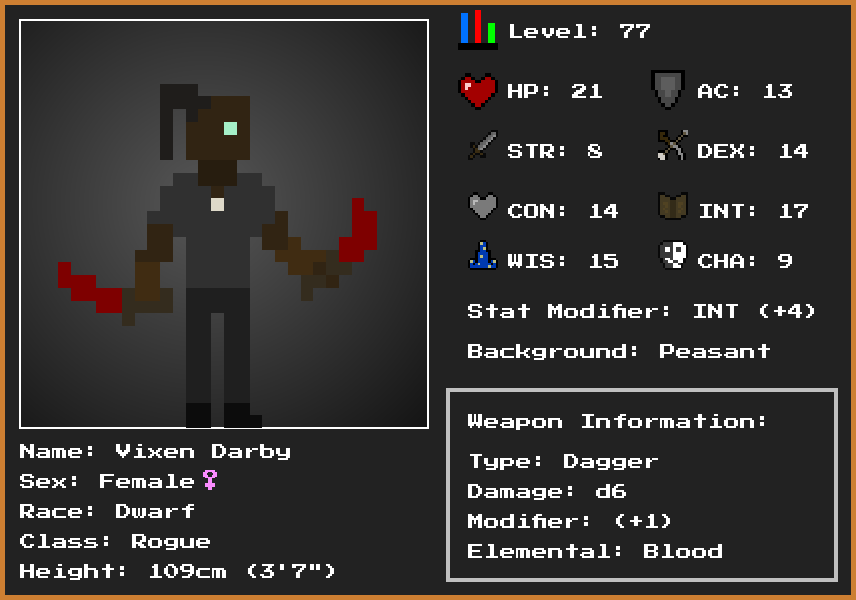 Level: 77
HP: 21
AC: 13
STR: 8
DEX: 14
CON: 14
INT: 17
WIS: 15
CHA: 9
Stat Modifier: INT (+4)
Background: Peasant
Name: Vixen Darby
Sex: Female♀
Race: Dwarf
Class: Rogue
Height: 109cm (3'7")
Weapon Information:
Type: Dagger
Damage: d6
Modifier: (+1)
Elemental: Blood